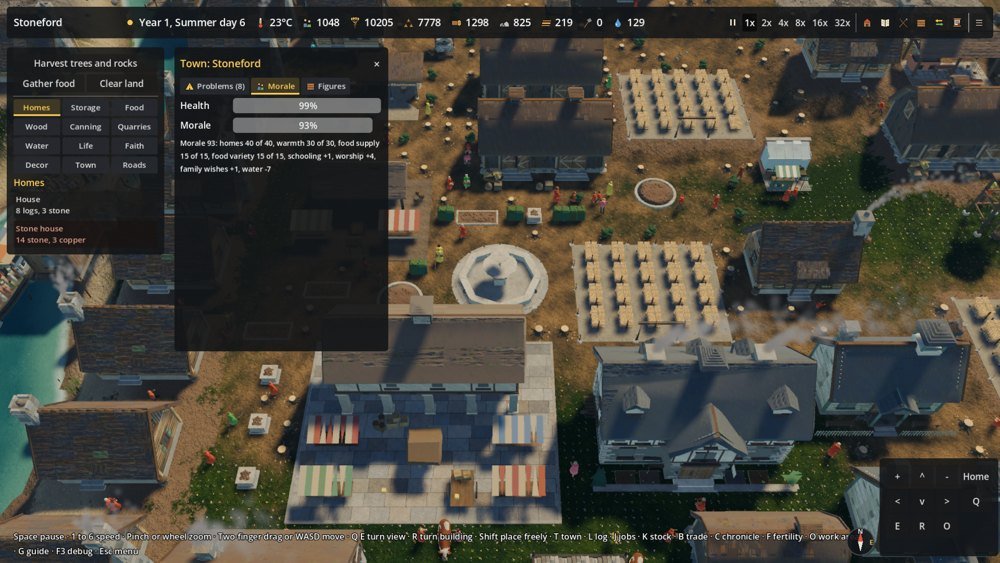 Stoneford
Year 1, Summer day 6
23°C
1048
10205
7778
1298
825
219
0
129
1x 2x 4x 8x 16x 32x
Harvest trees and rocks
Gather food Clear land
Homes Storage Food
Wood Canning Quarries
Water Life Faith
Decor Town Roads
Homes
House
8 logs, 3 stone
Stone house
14 stone, 3 copper
Town: Stoneford ×
Problems (8) Morale Figures
Health 99%
Morale 93%
Morale 93: homes 40 of 40, warmth 30 of 30, food supply
15 of 15, food variety 15 of 15, schooling +1, worship +4,
family wishes +1, water -7
+ ^ - Home
< v > Q
E R O
N
E
Space pause · 1 to 6 speed · Pinch or wheel zoom · Two finger drag or WASD move · Q E turn view · R turn building · Shift place freely · T town · L log · J jobs · K stock · B trade · C chronicle · F fertility · O work
· G guide · F3 debug · Esc menu